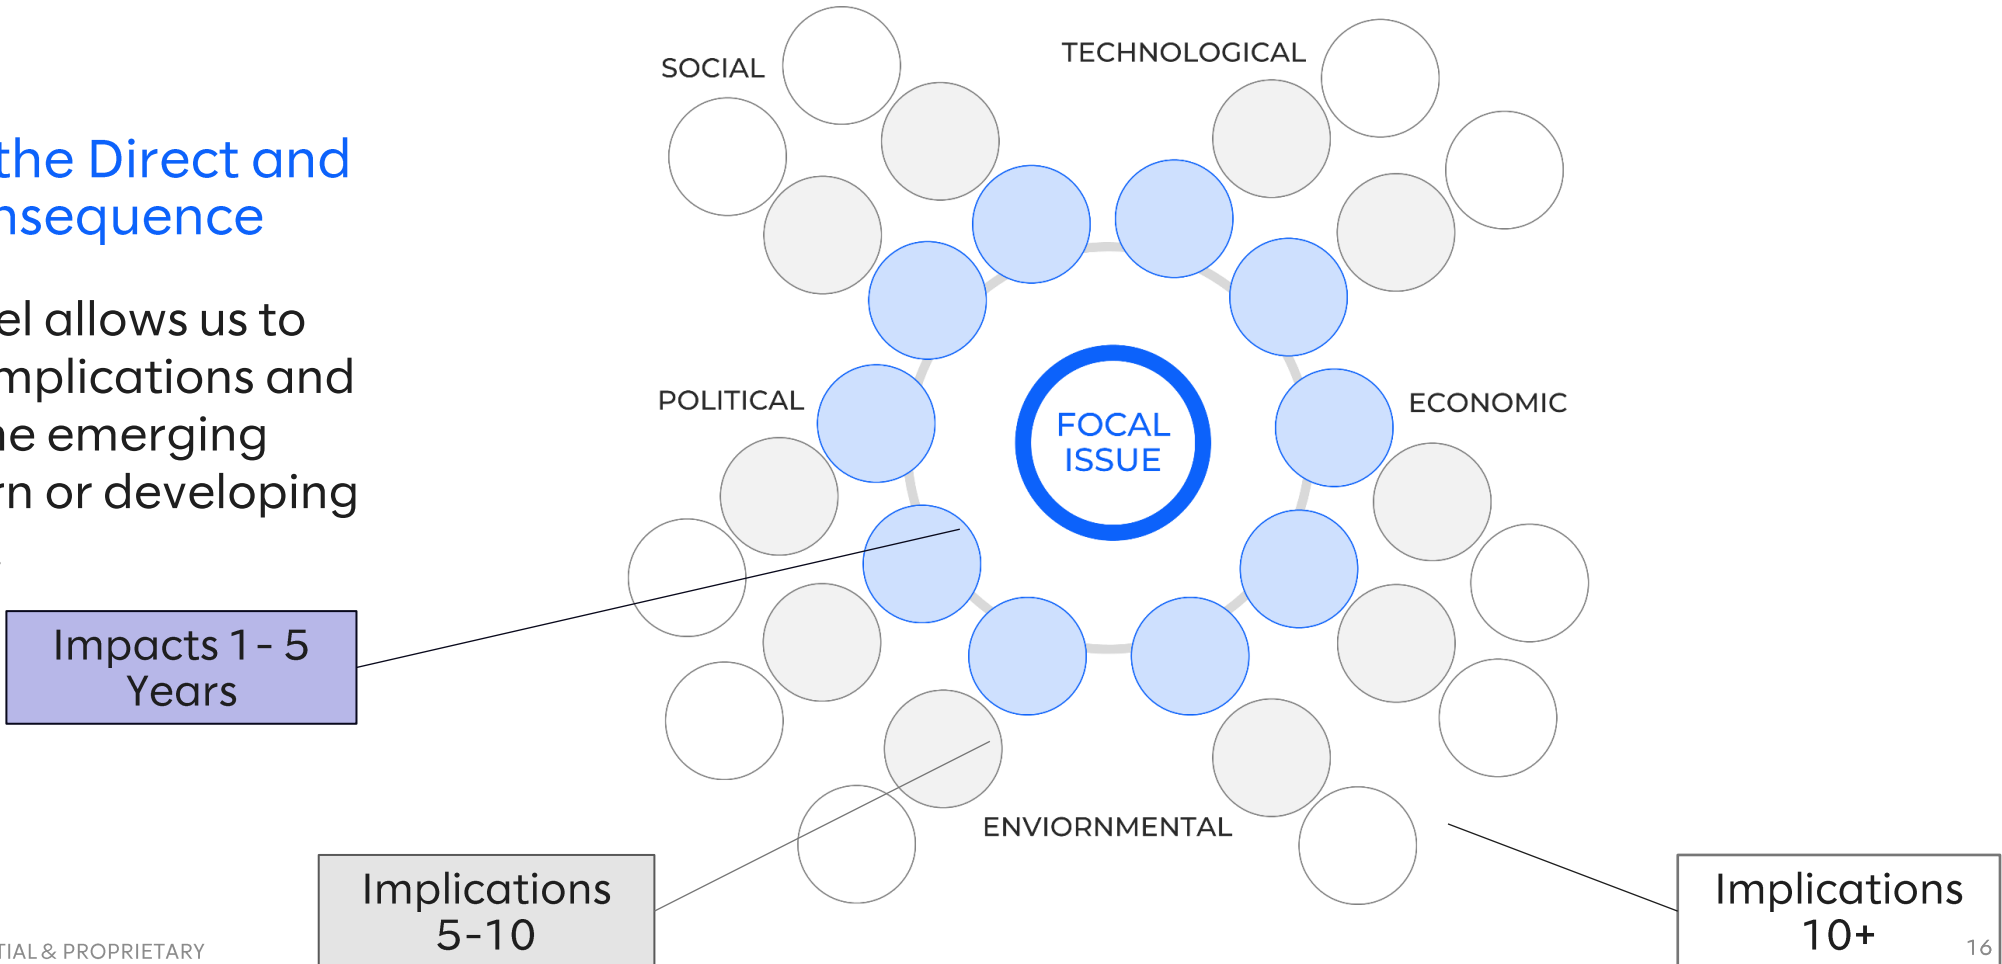 the Direct and
nsequence
el allows us to
mplications and
ne emerging
rn or developing
SOCIAL
TECHNOLOGICAL
POLITICAL
ECONOMIC
FOCAL
ISSUE
ENVIORNMENTAL
Impacts 1- 5
Years
Implications
5-10
Implications
10+
TIAL & PROPRIETARY
16